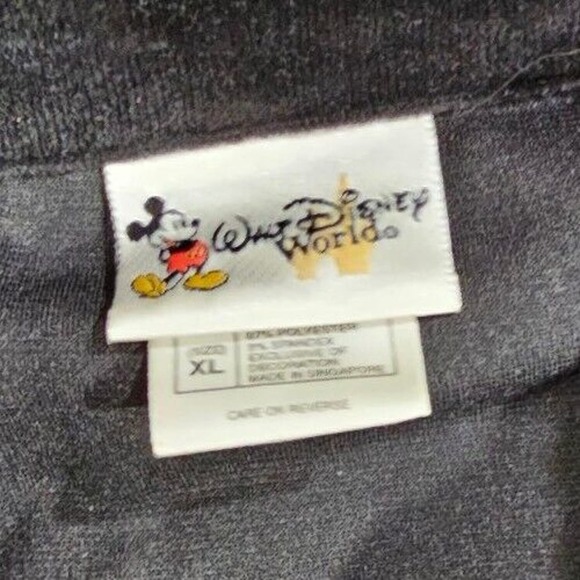 Walt Disney
World
SIZE
XL
POLYESTER
SPANDEX
EXCLUSIVE OF
DECORATION
MADE IN SINGAPORE
CARE ON REVERSE